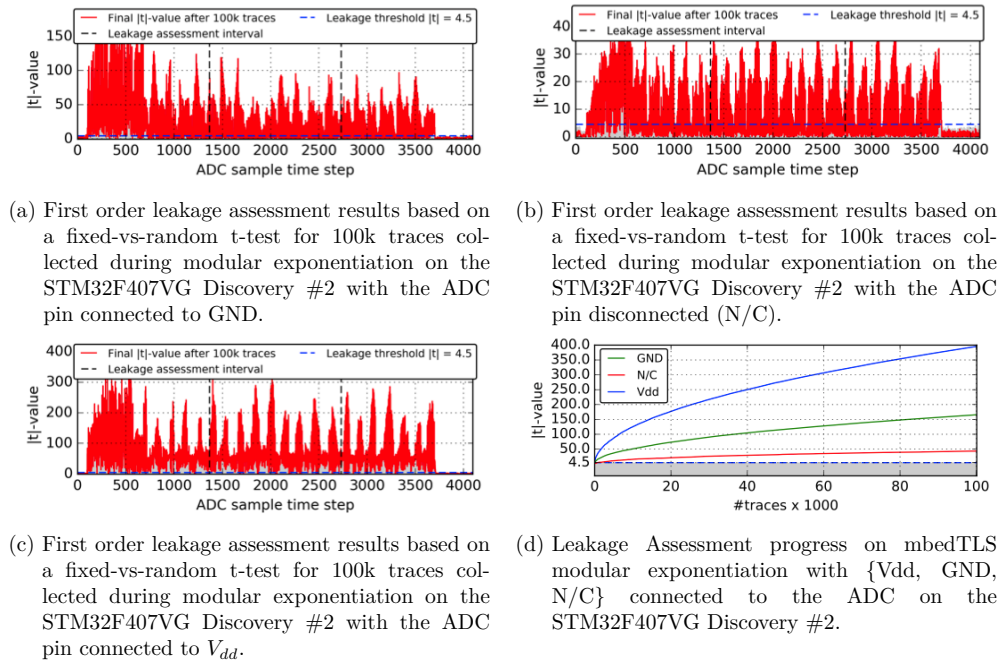 Final |t|-value after 100k traces
Leakage threshold |t| = 4.5
Leakage assessment interval
|t|-value
150
100
50
0
0 500 1000 1500 2000 2500 3000 3500 4000
ADC sample time step
(a) First order leakage assessment results based on
a fixed-vs-random t-test for 100k traces col-
lected during modular exponentiation on the
STM32F407VG Discovery #2 with the ADC
pin connected to GND.
Final |t|-value after 100k traces
Leakage threshold |t| = 4.5
Leakage assessment interval
|t|-value
40
30
20
10
0
0 500 1000 1500 2000 2500 3000 3500 4000
ADC sample time step
(b) First order leakage assessment results based on
a fixed-vs-random t-test for 100k traces col-
lected during modular exponentiation on the
STM32F407VG Discovery #2 with the ADC
pin disconnected (N/C).
Final |t|-value after 100k traces
Leakage threshold |t| = 4.5
Leakage assessment interval
|t|-value
400
300
200
100
0
0 500 1000 1500 2000 2500 3000 3500 4000
ADC sample time step
(c) First order leakage assessment results based on
a fixed-vs-random t-test for 100k traces col-
lected during modular exponentiation on the
STM32F407VG Discovery #2 with the ADC
pin connected to Vdd.
GND
N/C
Vdd
|t|-value
400.0
350.0
300.0
250.0
200.0
150.0
100.0
50.0
4.5
0 20 40 60 80 100
#traces x 1000
(d) Leakage Assessment progress on mbedTLS
modular exponentiation with {Vdd, GND,
N/C} connected to the ADC on the
STM32F407VG Discovery #2.